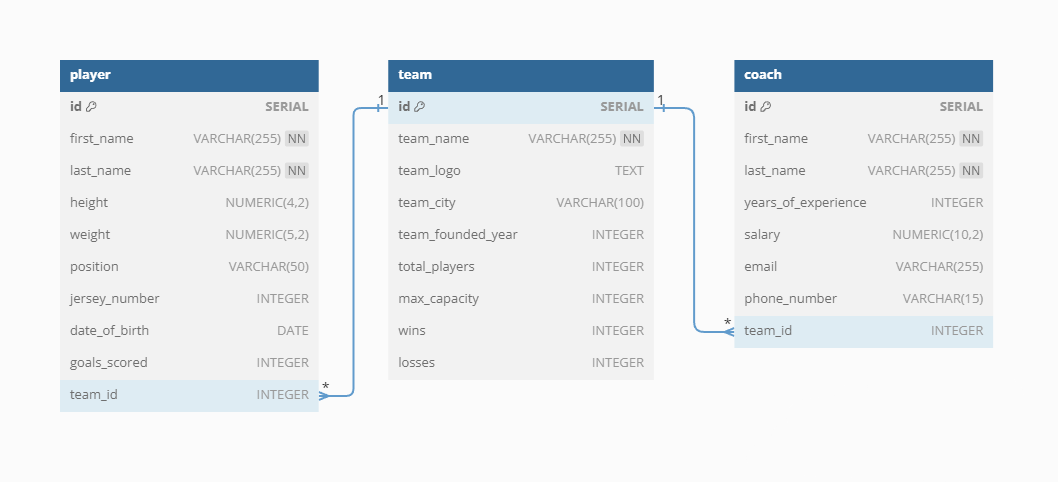 player
id SERIAL
first_name VARCHAR(255) NN
last_name VARCHAR(255) NN
height NUMERIC(4,2)
weight NUMERIC(5,2)
position VARCHAR(50)
jersey_number INTEGER
date_of_birth DATE
goals_scored INTEGER
team_id INTEGER
*
1
team
id SERIAL
team_name VARCHAR(255) NN
team_logo TEXT
team_city VARCHAR(100)
team_founded_year INTEGER
total_players INTEGER
max_capacity INTEGER
wins INTEGER
losses INTEGER
1
*
coach
id SERIAL
first_name VARCHAR(255) NN
last_name VARCHAR(255) NN
years_of_experience INTEGER
salary NUMERIC(10,2)
email VARCHAR(255)
phone_number VARCHAR(15)
team_id INTEGER